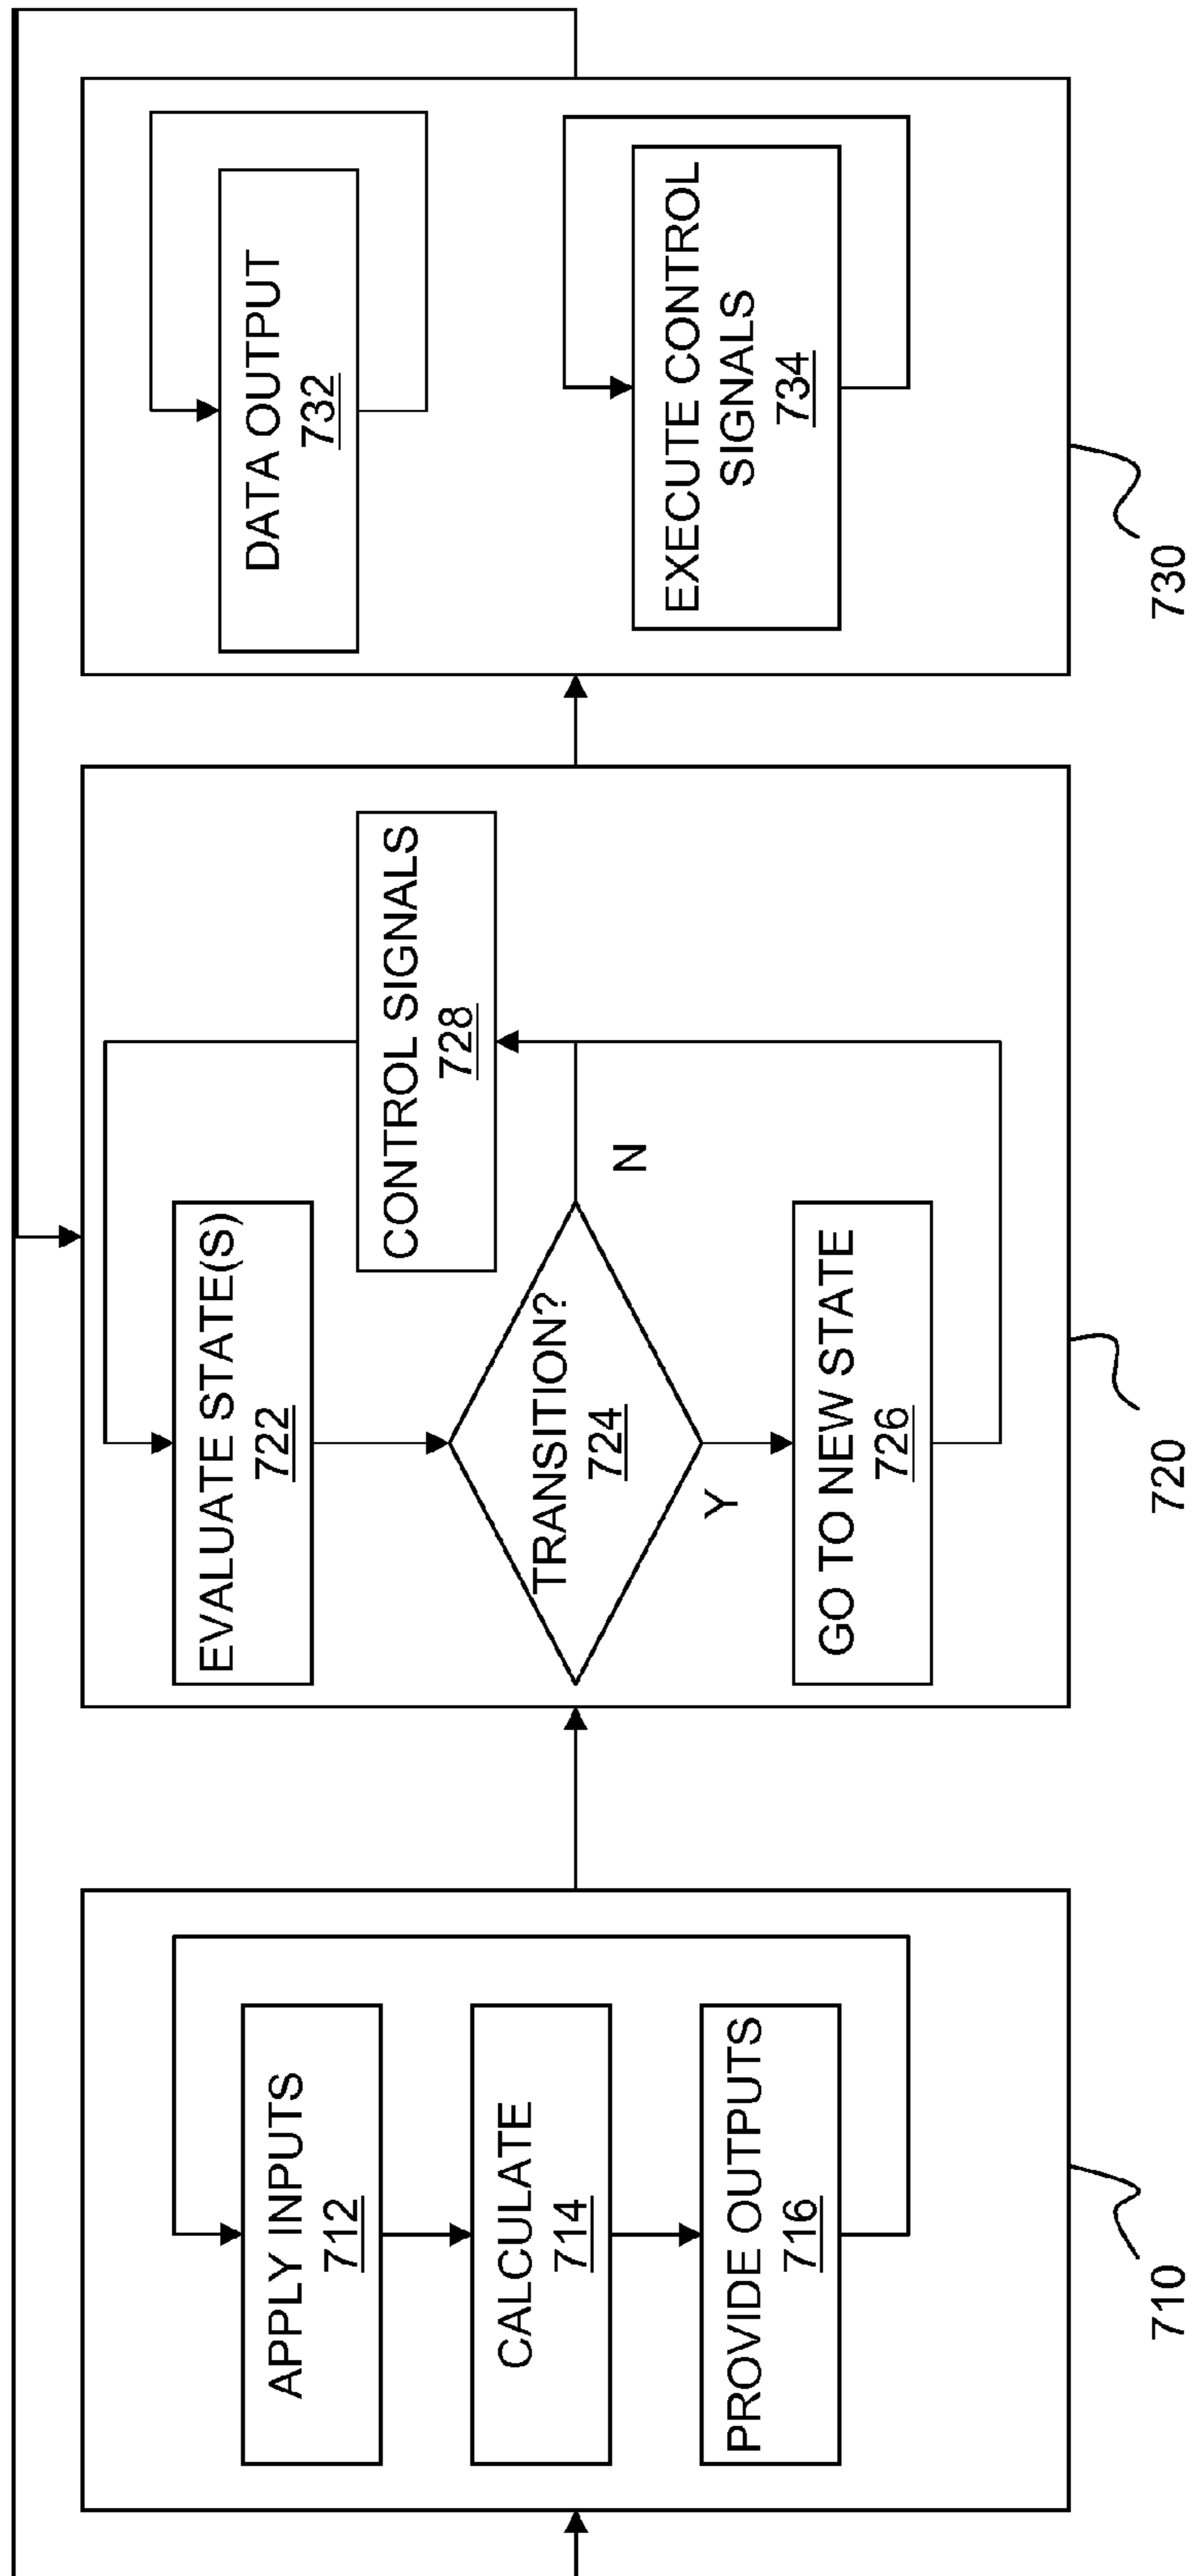 APPLY INPUTS
712
CALCULATE
714
PROVIDE OUTPUTS
716
710
EVALUATE STATE(S)
722
TRANSITION?
724
Y
N
GO TO NEW STATE
726
CONTROL SIGNALS
728
720
DATA OUTPUT
732
EXECUTE CONTROL
SIGNALS
734
730